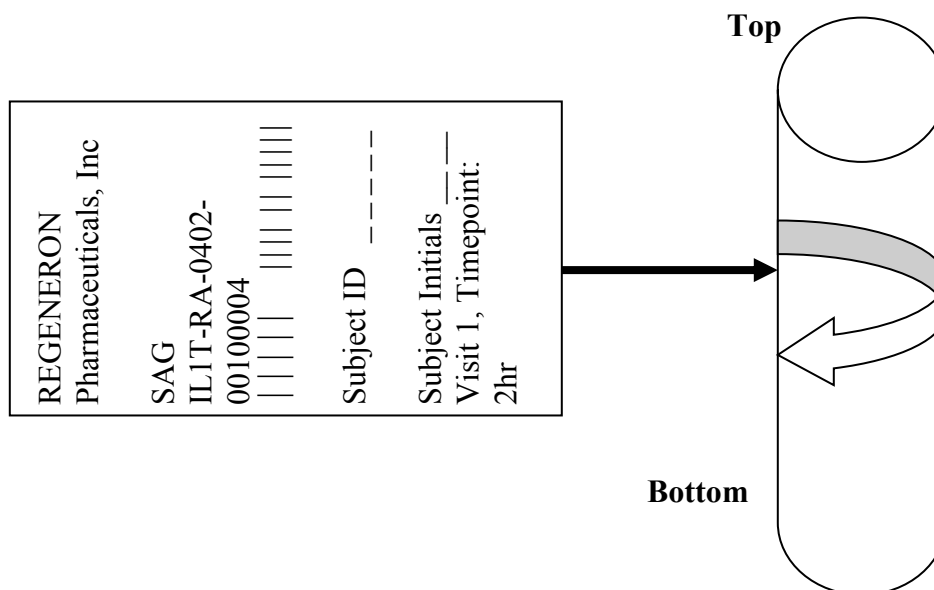 Top
REGENERON
Pharmaceuticals, Inc
SAG
IL1T-RA-0402-
00100004
Subject ID _ _ _ _ _ _
Subject Initials _ _ _
Visit 1, Timepoint:
2hr
Bottom